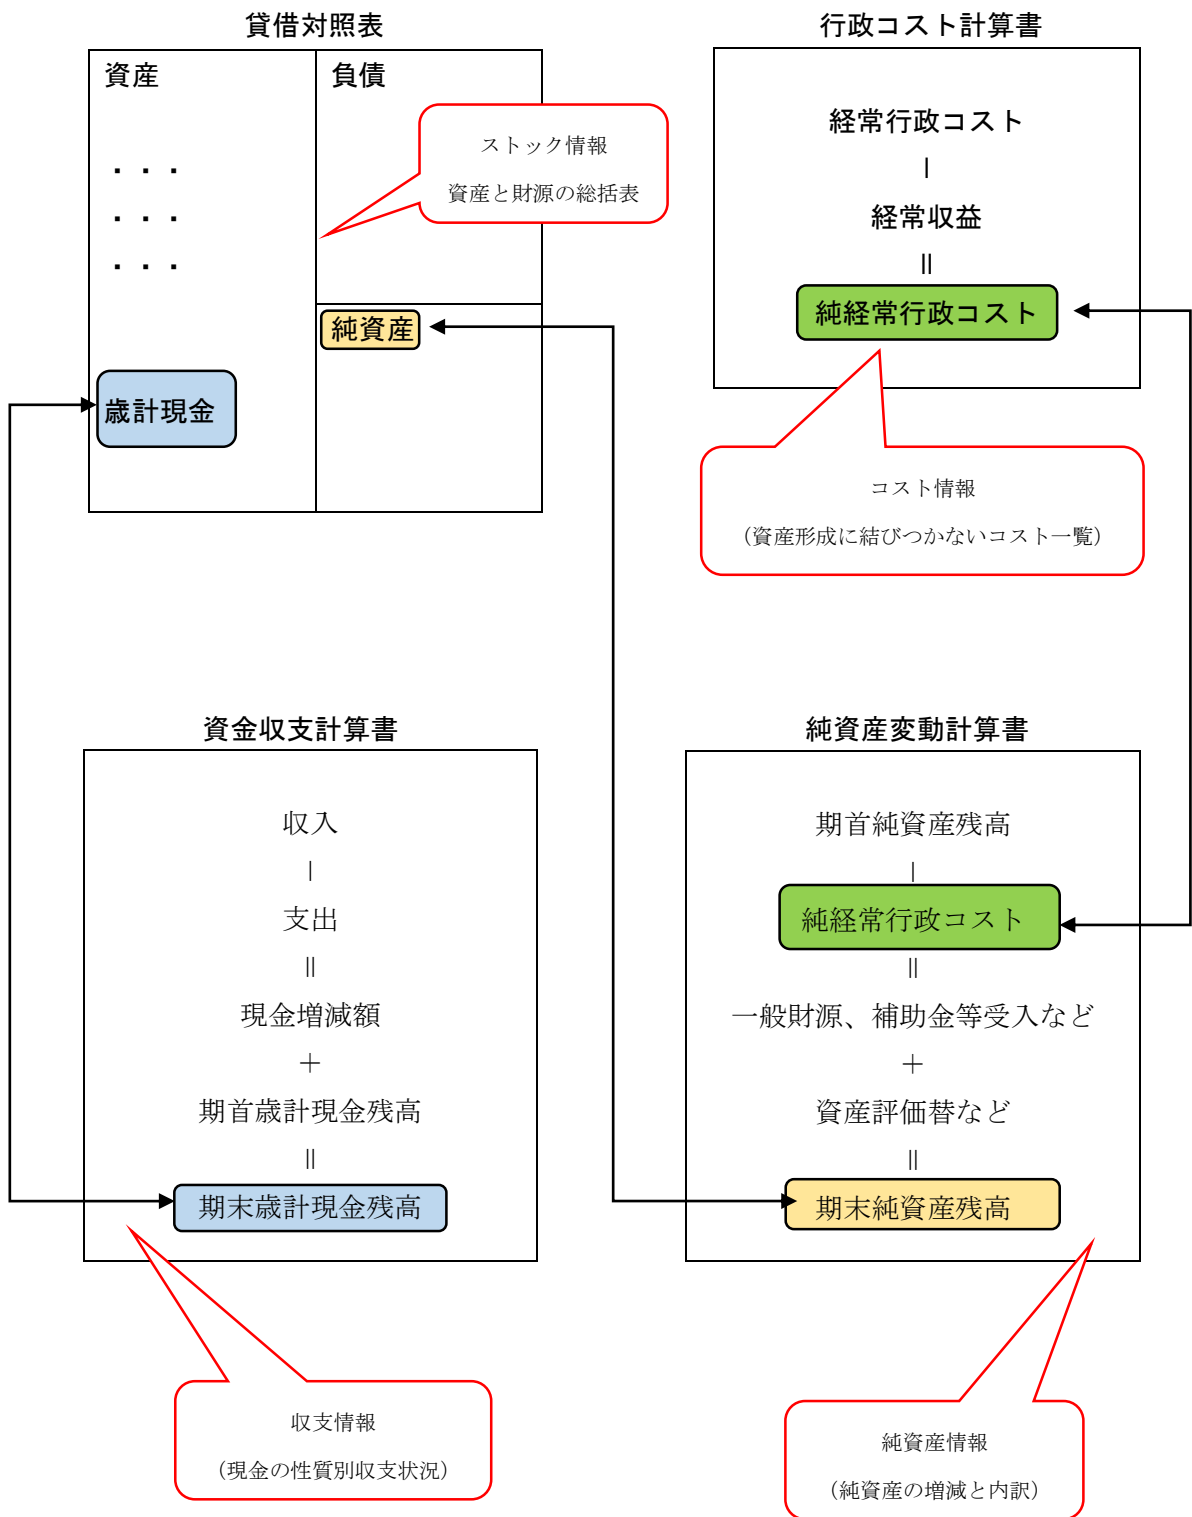 貸借対照表
資産
負債
・・・
・・・
・・・
ストック情報
資産と財源の総括表
純資産
歳計現金
行政コスト計算書
経常行政コスト
ー
経常収益
||
純経常行政コスト
コスト情報
（資産形成に結びつかないコスト一覧）
資金収支計算書
収入
｜
支出
||
現金増減額
＋
期首歳計現金残高
||
期末歳計現金残高
収支情報
（現金の性質別収支状況）
純資産変動計算書
期首純資産残高
｜
純経常行政コスト
||
一般財源、補助金等受入など
＋
資産評価替など
||
期末純資産残高
純資産情報
（純資産の増減と内訳）